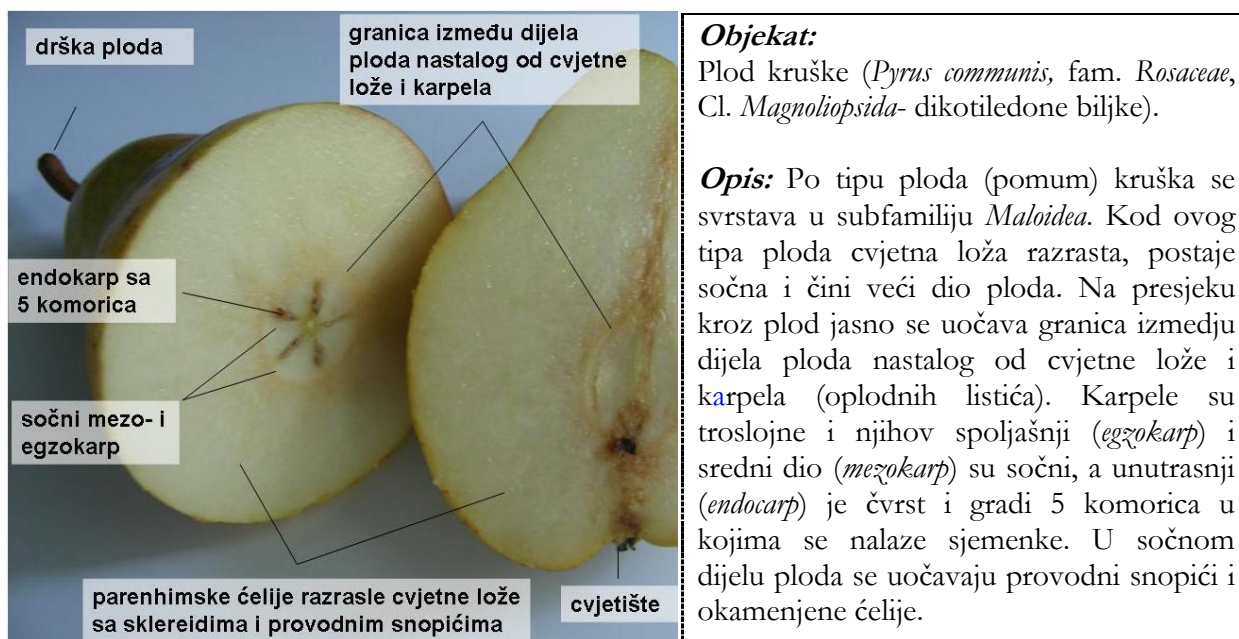 drška ploda
granica između dijela
ploda nastalog od cvjetne
lože i karpela
endokarp sa
5 komorica
sočni mezo- i
egzokarp
parenhimske ćelije razrasle cvjetne lože
sa sklereidima i provodnim snopićima
cvjetište
Objekat:
Plod kruške (Pyrus communis, fam. Rosaceae,
Cl. Magnoliopsida- dikotiledone biljke).
Opis: Po tipu ploda (pomum) kruška se
svrstava u subfamiliju Maloidea. Kod ovog
tipa ploda cvjetna loža razrasta, postaje
sočna i čini veći dio ploda. Na presjeku
kroz plod jasno se uočava granica izmedju
dijela ploda nastalog od cvjetne lože i
karpela (oplodnih listića). Karpele su
troslojne i njihov spoljašnji (egzokarp) i
sredni dio (mezokarp) su sočni, a unutrasnji
(endocarp) je čvrst i gradi 5 komorica u
kojima se nalaze sjemenke. U sočnom
dijelu ploda se uočavaju provodni snopići i
okamenjene ćelije.